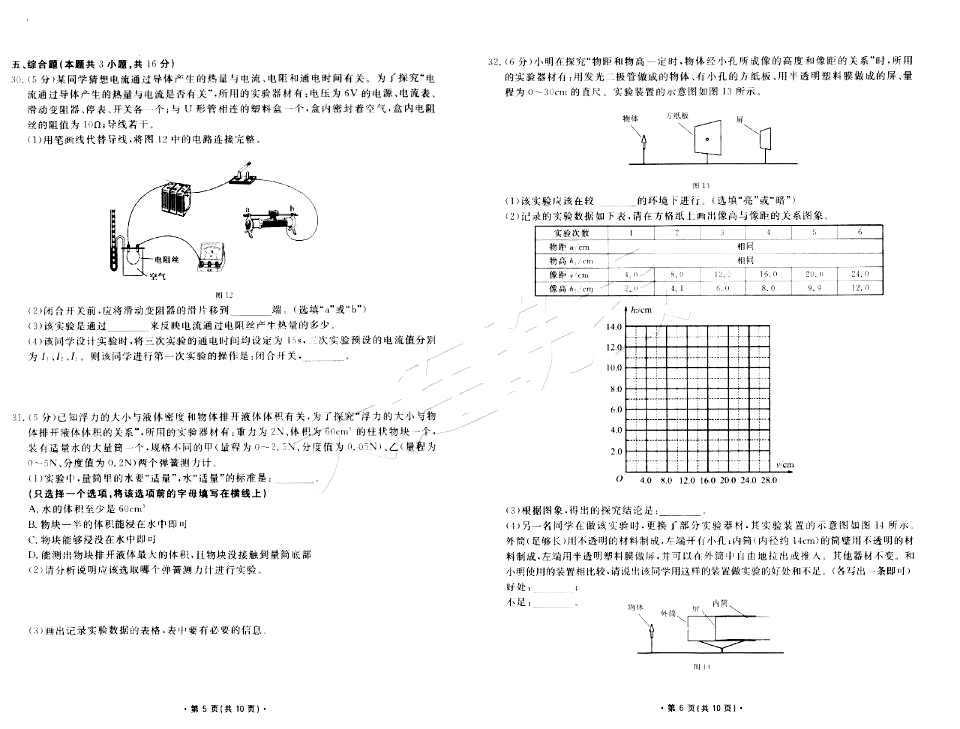 五、综合题(本题共 3 小题,共 16 分)
30.(5 分)某同学猜想电流通过导体产生的热量与电流、电阻和通电时间有关。为了探究“电
流通过导体产生的热量与电流是否有关”,所用的实验器材有:电压为 6V 的电源、电流表、
滑动变阻器、停表、开关各一个;与 U 形管相连的塑料盒一个,盒内密封着空气,盒内电阻
丝的阻值为 10Ω;导线若干。
(1)用笔画线代替导线,将图 12 中的电路连接完整。
a
b
电阻丝
空气
图 12
(2)闭合开关前,应将滑动变阻器的滑片移到______端。(选填“a”或“b”)
(3)该实验是通过______来反映电流通过电阻丝产生热量的多少。
(4)该同学设计实验时,将三次实验的通电时间均设定为 15s,三次实验预设的电流值分别
为 I₁、I₂、I₃。则该同学进行第一次实验的操作是:闭合开关、______。
31.(5 分)已知浮力的大小与液体密度和物体排开液体体积有关,为了探究“浮力的大小与物
体排开液体体积的关系”,所用的实验器材有:重力为 2N、体积为 60cm³ 的柱状物块一个,
装有适量水的大量筒一个,规格不同的甲(量程为 0～2.5N、分度值为 0.05N)、乙(量程为
0～5N、分度值为 0.2N)两个弹簧测力计。
(1)实验中,量筒里的水要“适量”,水“适量”的标准是:______。
(只选择一个选项,将该选项前的字母填写在横线上)
A. 水的体积至少是 60cm³
B. 物块一半的体积能浸在水中即可
C. 物块能够浸没在水中即可
D. 能测出物块排开液体最大的体积,且物块没接触到量筒底部
(2)请分析说明应该选取哪个弹簧测力计进行实验。
(3)画出记录实验数据的表格,表中要有必要的信息。
· 第 5 页(共 10 页) ·
32.(6 分)小明在探究“物距和物高一定时,物体经小孔所成像的高度和像距的关系”时,所用
的实验器材有:用发光二极管做成的物体、有小孔的方纸板、用半透明塑料膜做成的屏、量
程为 0～30cm 的直尺。实验装置的示意图如图 13 所示。
物体 方纸板 屏
图 13
(1)该实验应该在较______的环境下进行。(选填“亮”或“暗”)
(2)记录的实验数据如下表,请在方格纸上画出像高与像距的关系图象。
实验次数 1 2 3 4 5 6
物距 u/cm 相同
物高 h₁/cm 相同
像距 v/cm 4.0 8.0 12.0 16.0 20.0 24.0
像高 h₂/cm 2.0 4.1 6.0 8.0 9.9 12.0
h₂/cm
14.0
12.0
10.0
8.0
6.0
4.0
2.0
v/cm
O 4.0 8.0 12.0 16.0 20.0 24.0 28.0
(3)根据图象,得出的探究结论是:______。
(4)另一名同学在做该实验时,更换了部分实验器材,其实验装置的示意图如图 14 所示。
外筒(足够长)用不透明的材料制成,左端开有小孔;内筒(内径约 14cm)的筒壁用不透明的材
料制成,左端用半透明塑料膜做屏,并可以在外筒中自由地拉出或推入。其他器材不变。和
小明使用的装置相比较,请说出该同学用这样的装置做实验的好处和不足。(各写出一条即可)
好处:______;
不足:______。
物体 外筒 屏 内筒
图 14
· 第 6 页(共 10 页) ·